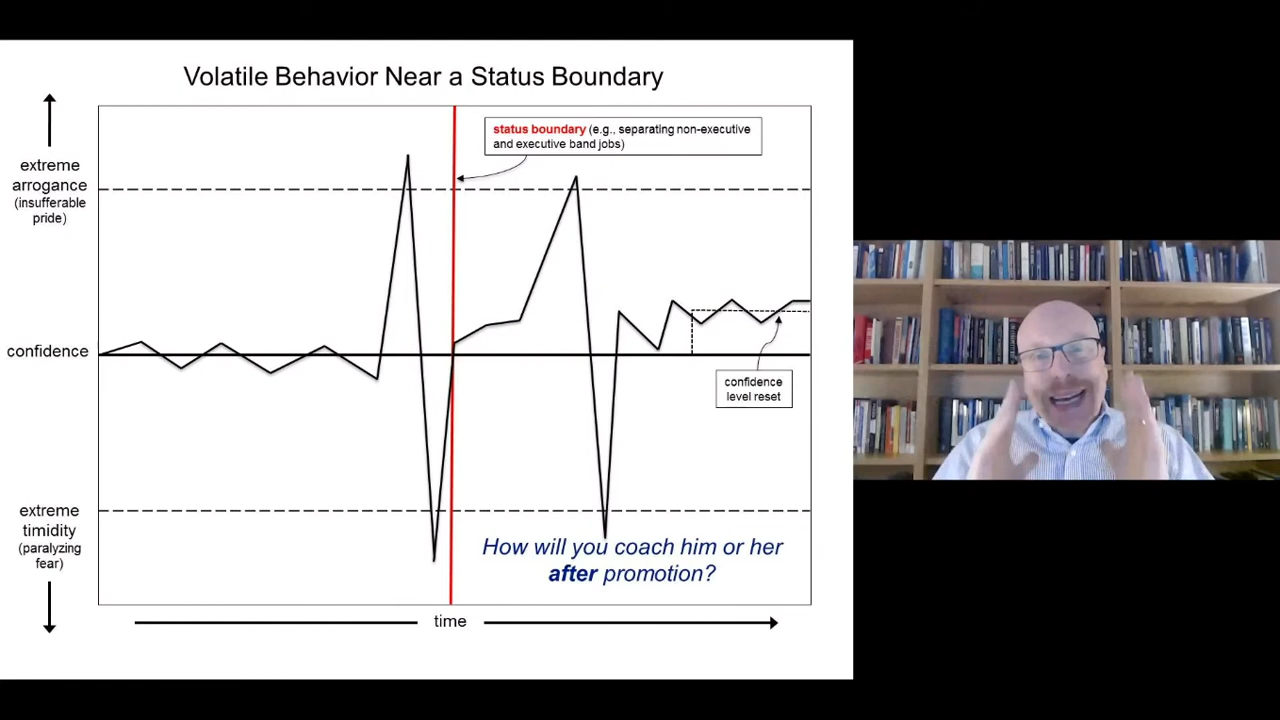 Volatile Behavior Near a Status Boundary
status boundary (e.g., separating non-executive
and executive band jobs)
extreme
arrogance
(insufferable
pride)
confidence
confidence
level reset
extreme
timidity
(paralyzing
fear)
How will you coach him or her
after promotion?
time